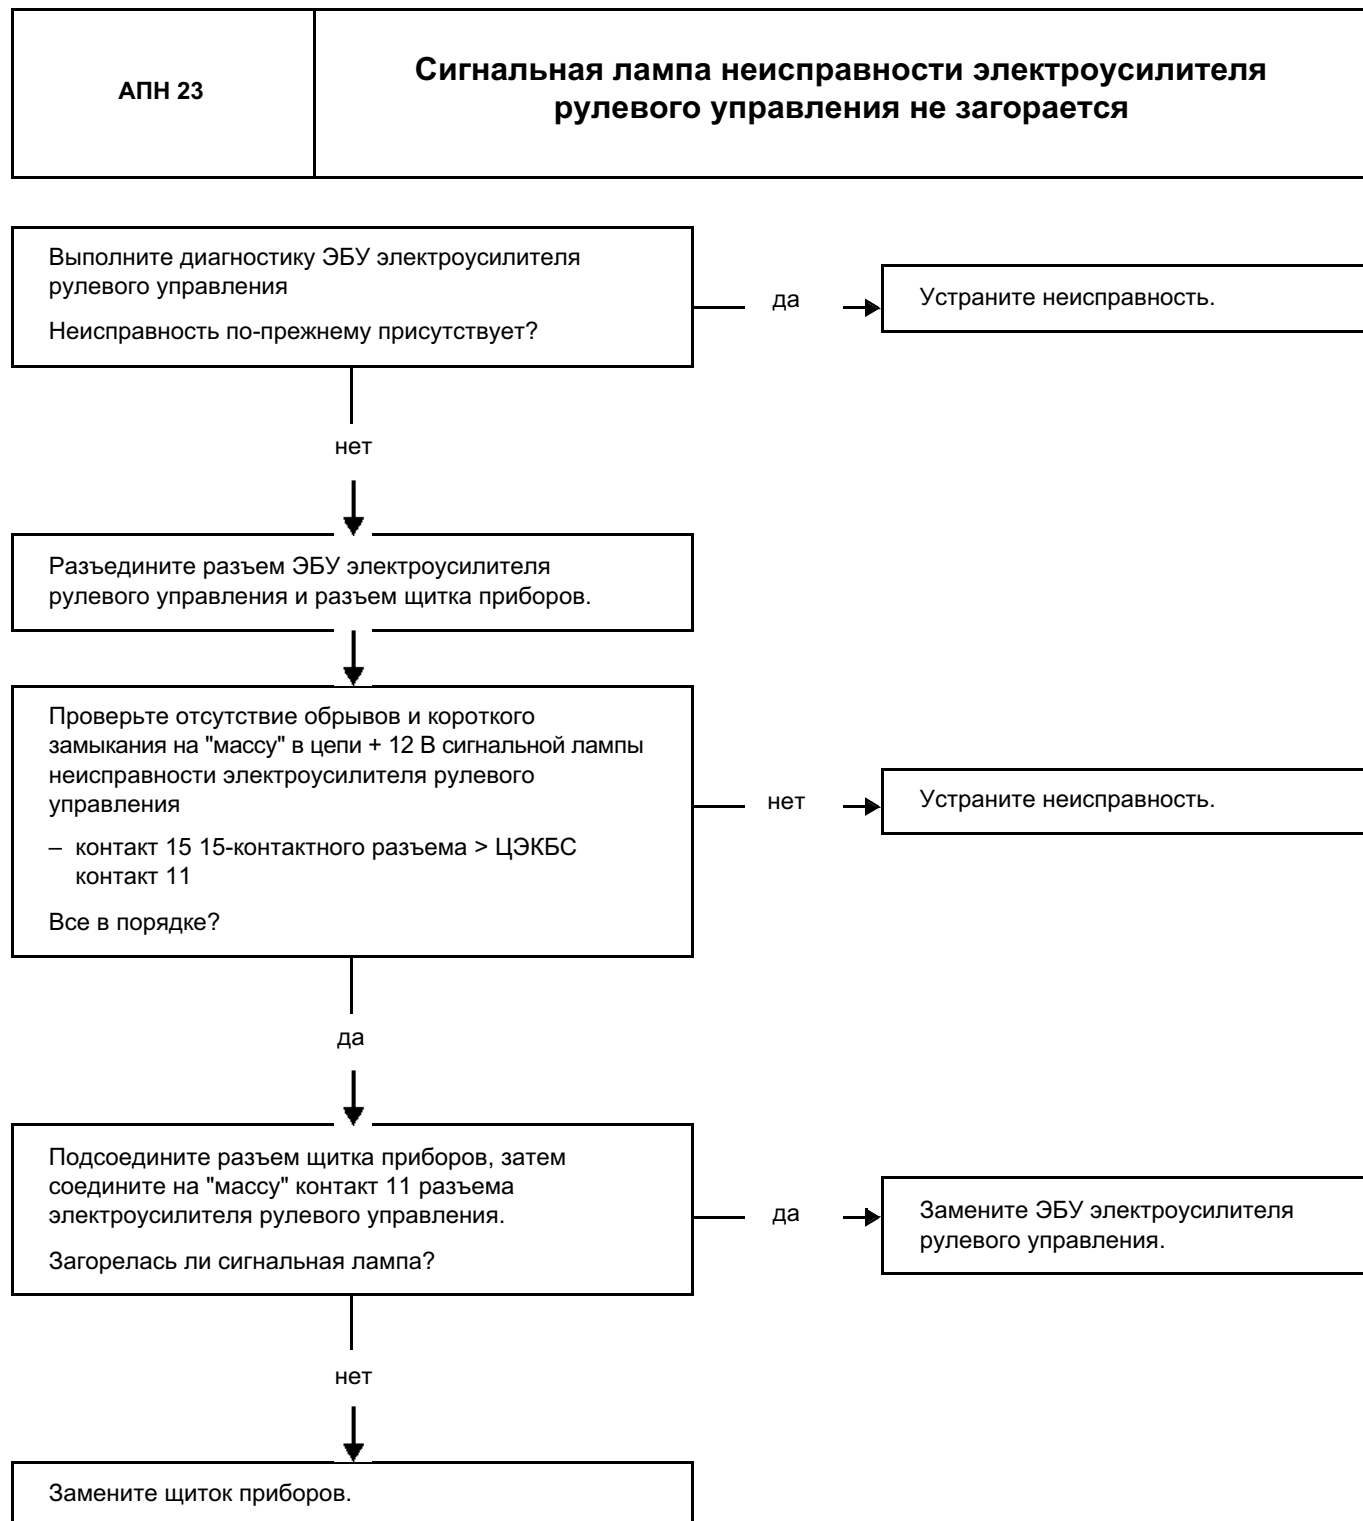 АПН 23
Сигнальная лампа неисправности электроусилителя
рулевого управления не загорается
Выполните диагностику ЭБУ электроусилителя
рулевого управления
Неисправность по-прежнему присутствует?
да
Устраните неисправность.
нет
Разъедините разъем ЭБУ электроусилителя
рулевого управления и разъем щитка приборов.
Проверьте отсутствие обрывов и короткого
замыкания на "массу" в цепи + 12 В сигнальной лампы
неисправности электроусилителя рулевого
управления
– контакт 15 15-контактного разъема > ЦЭКБС
контакт 11
Все в порядке?
нет
Устраните неисправность.
да
Подсоедините разъем щитка приборов, затем
соедините на "массу" контакт 11 разъема
электроусилителя рулевого управления.
Загорелась ли сигнальная лампа?
да
Замените ЭБУ электроусилителя
рулевого управления.
нет
Замените щиток приборов.